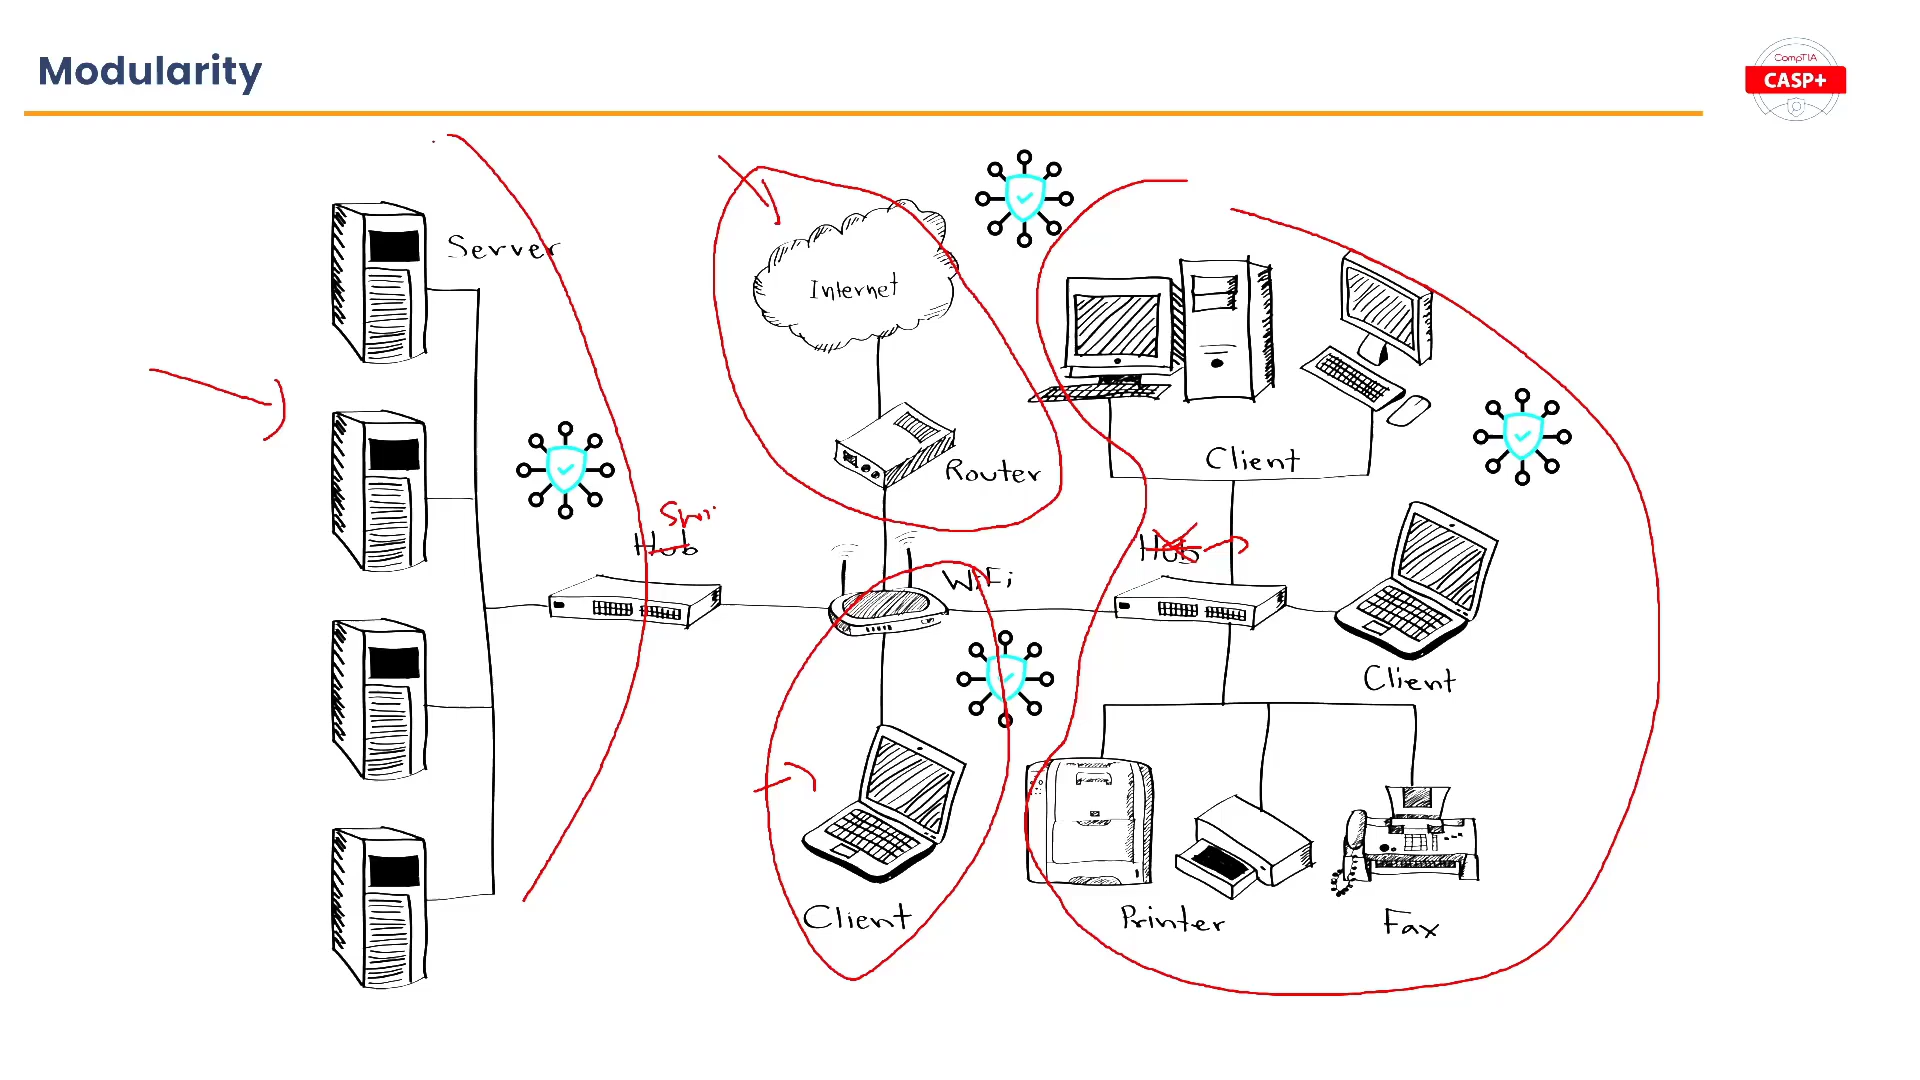 Modularity
CompTIA
CASP+
Server
Internet
Router
Client
Hub
Hub
WiFi
Client
Client
Printer
Fax